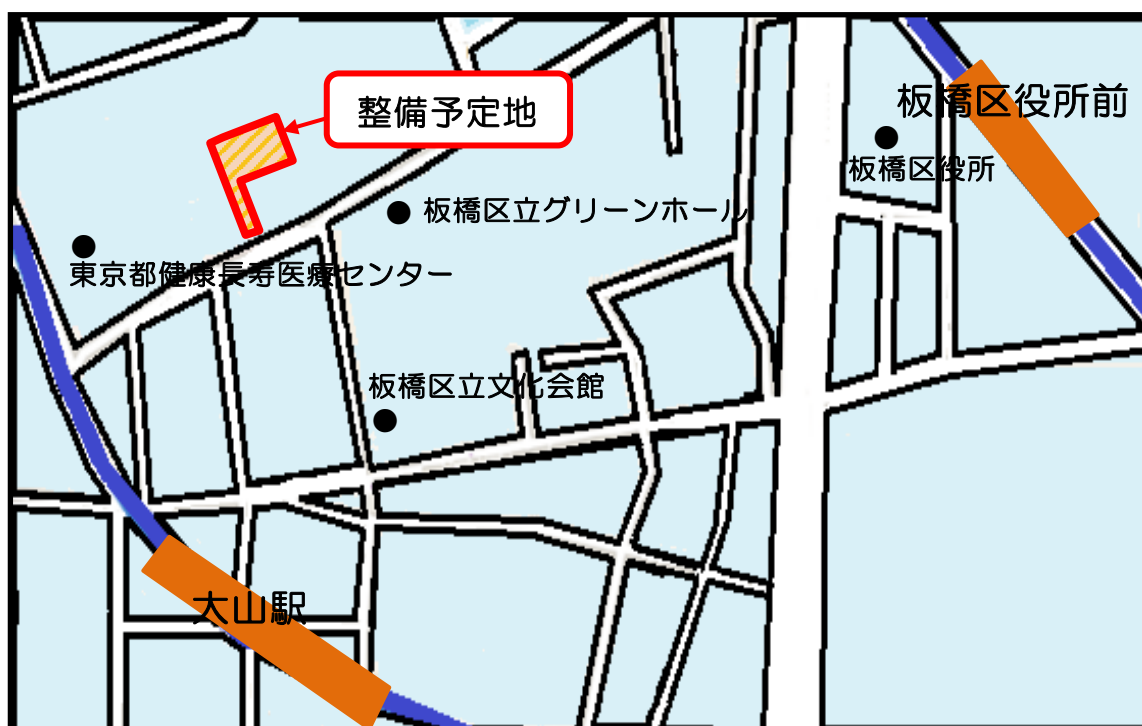 整備予定地
板橋区役所前
板橋区役所
板橋区立グリーンホール
東京都健康長寿医療センター
板橋区立文化会館
大山駅